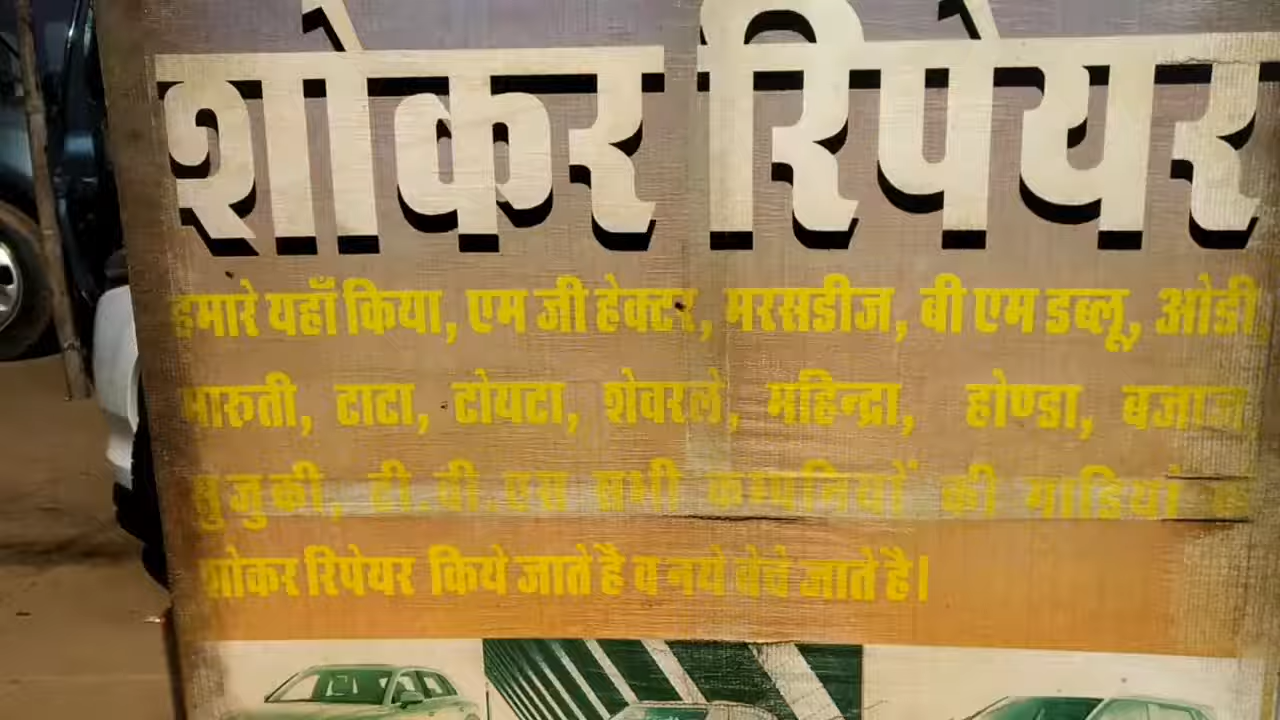 शोकर रिपेयर
हमारे यहाँ किया, एम जी हेक्टर, मरसडीज, बी एम डब्लू, ओडी
मारुती, टाटा, टोयटा, शेवरले, महिन्द्रा, होण्डा, बजाज
सुजुकी, टी.वी.एस सभी कम्पनियों की गाडियां
शोकर रिपेयर किये जाते है व नये बेचे जाते है।